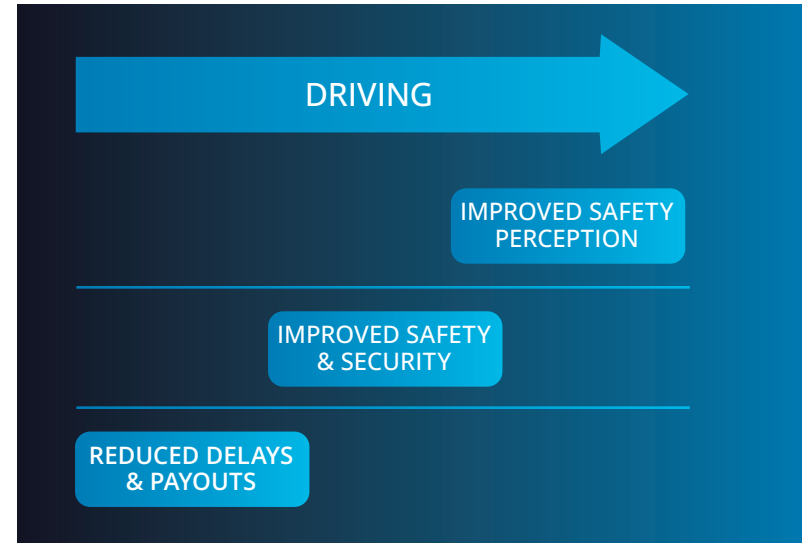 DRIVING
IMPROVED SAFETY
PERCEPTION
IMPROVED SAFETY
& SECURITY
REDUCED DELAYS
& PAYOUTS